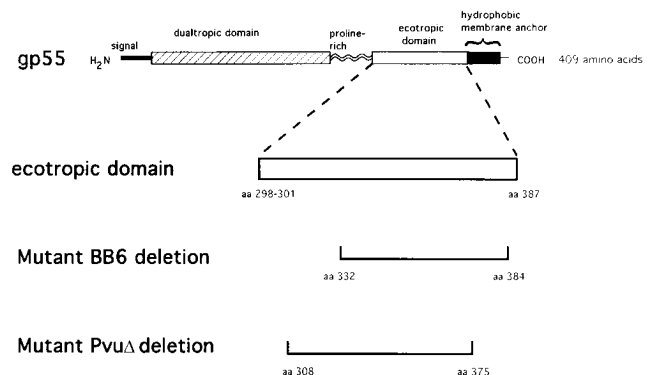 hydrophobic
membrane anchor
ecotropic
domain
proline-
rich
dualtropic domain
signal
gp55 H2N COOH 409 amino acids
ecotropic domain
aa 298-301 aa 387
Mutant BB6 deletion
aa 332 aa 384
Mutant Pvu∆ deletion
aa 308 aa 375